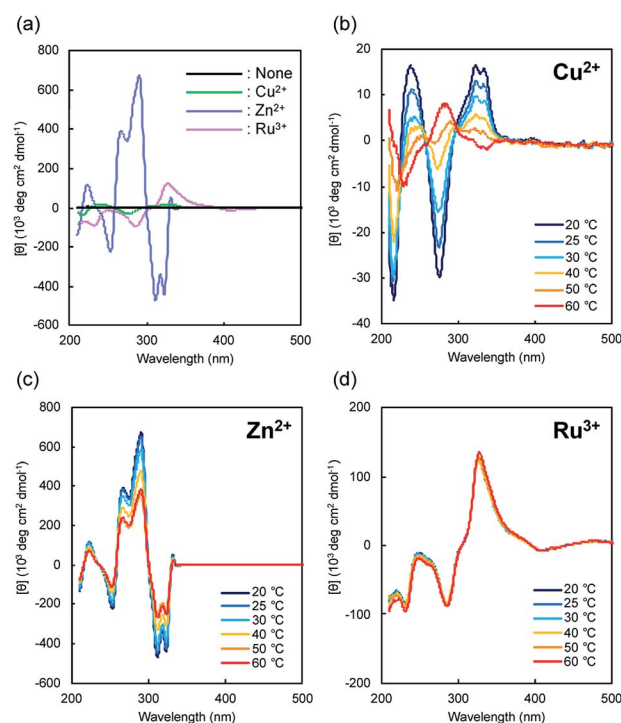 (a)
800
600
400
200
0
-200
-400
-600
200 300 400 500
[θ] (10³ deg cm² dmol⁻¹)
Wavelength (nm)
: None
: Cu²⁺
: Zn²⁺
: Ru³⁺
(b)
20
10
0
-10
-20
-30
-40
200 300 400 500
[θ] (10³ deg cm² dmol⁻¹)
Wavelength (nm)
Cu²⁺
20 °C
25 °C
30 °C
40 °C
50 °C
60 °C
(c)
800
600
400
200
0
-200
-400
-600
200 300 400 500
[θ] (10³ deg cm² dmol⁻¹)
Wavelength (nm)
Zn²⁺
20 °C
25 °C
30 °C
40 °C
50 °C
60 °C
(d)
200
100
0
-100
-200
200 300 400 500
[θ] (10³ deg cm² dmol⁻¹)
Wavelength (nm)
Ru³⁺
20 °C
25 °C
30 °C
40 °C
50 °C
60 °C